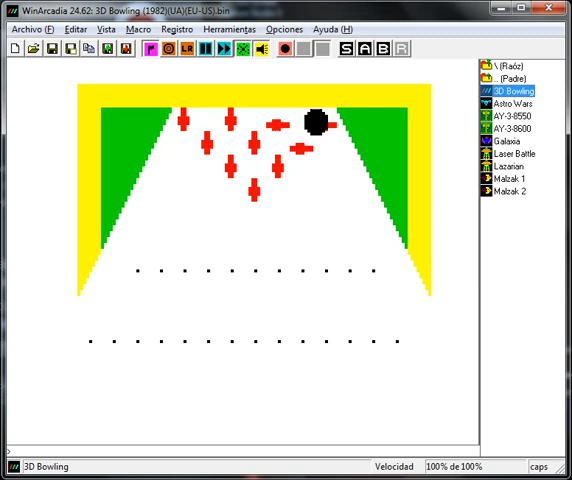 WinArcadia 24.62: 3D Bowling (1982)(UA)(EU-US).bin
Archivo (F) Editar Vista Macro Registro Herramientas Opciones Ayuda (H)
LR S A B R
\ (Raóz)
.. (Padre)
3D Bowling
Astro Wars
AY-3-8550
AY-3-8600
Galaxia
Laser Battle
Lazarian
Malzak 1
Malzak 2
>
3D Bowling Velocidad 100% de 100% caps